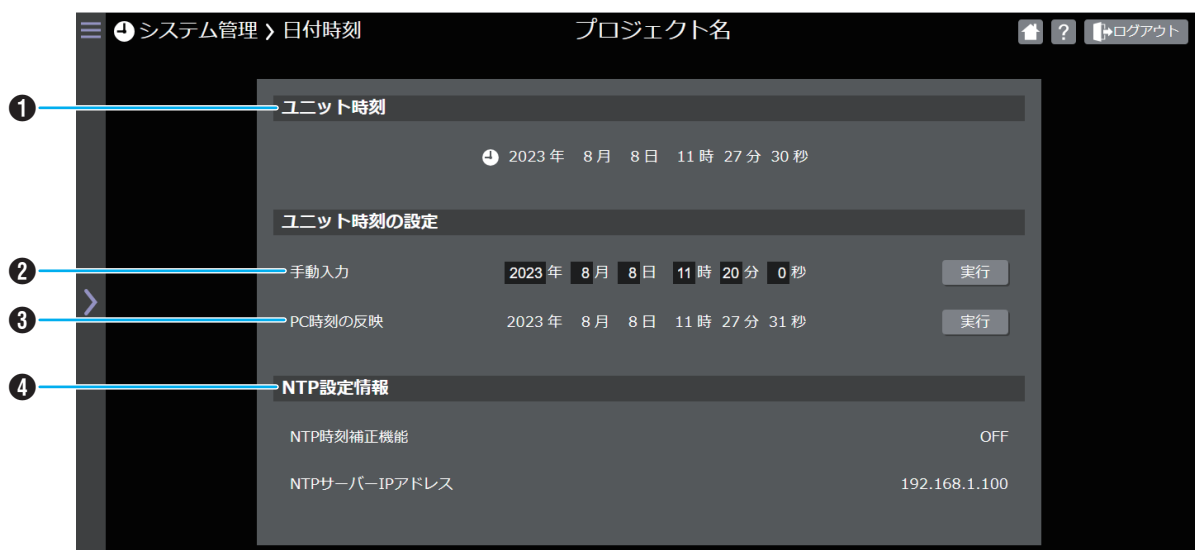 システム管理 > 日付時刻 プロジェクト名 ? ログアウト
❶ ユニット時刻
2023 年 8 月 8 日 11 時 27 分 30 秒
ユニット時刻の設定
❷ 手動入力 2023 年 8 月 8 日 11 時 20 分 0 秒 実行
❸ PC時刻の反映 2023 年 8 月 8 日 11 時 27 分 31 秒 実行
❹ NTP設定情報
NTP時刻補正機能 OFF
NTPサーバーIPアドレス 192.168.1.100